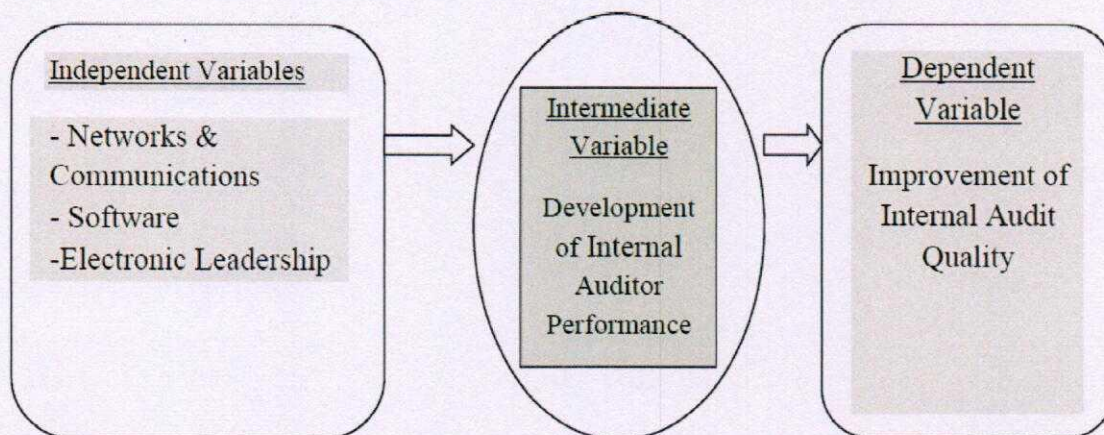 Independent Variables
- Networks &
Communications
- Software
-Electronic Leadership
Intermediate
Variable
Development
of Internal
Auditor
Performance
Dependent
Variable
Improvement of
Internal Audit
Quality